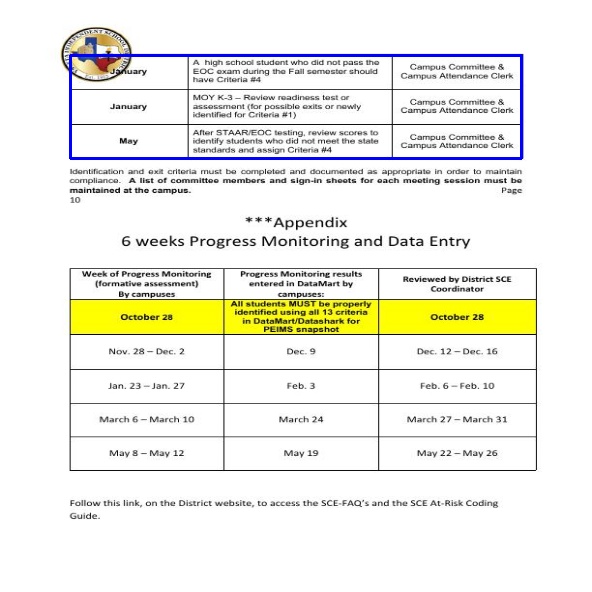 INDEPENDENT SCHOOL
January
A high school student who did not pass the
EOC exam during the Fall semester should
have Criteria #4
Campus Committee &
Campus Attendance Clerk
January
MOY K-3 – Review readiness test or
assessment (for possible exits or newly
identified for Criteria #1)
Campus Committee &
Campus Attendance Clerk
May
After STAAR/EOC testing, review scores to
identify students who did not meet the state
standards and assign Criteria #4
Campus Committee &
Campus Attendance Clerk
Identification and exit criteria must be completed and documented as appropriate in order to maintain
compliance. A list of committee members and sign-in sheets for each meeting session must be
maintained at the campus. Page
10
***Appendix
6 weeks Progress Monitoring and Data Entry
Week of Progress Monitoring
(formative assessment)
By campuses
Progress Monitoring results
entered in DataMart by
campuses:
Reviewed by District SCE
Coordinator
October 28
All students MUST be properly
identified using all 13 criteria
in DataMart/Datashark for
PEIMS snapshot
October 28
Nov. 28 – Dec. 2
Dec. 9
Dec. 12 – Dec. 16
Jan. 23 – Jan. 27
Feb. 3
Feb. 6 – Feb. 10
March 6 – March 10
March 24
March 27 – March 31
May 8 – May 12
May 19
May 22 – May 26
Follow this link, on the District website, to access the SCE-FAQ’s and the SCE At-Risk Coding
Guide.